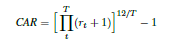 CAR = [∏_t^T (r_t + 1)]^{12/T} − 1